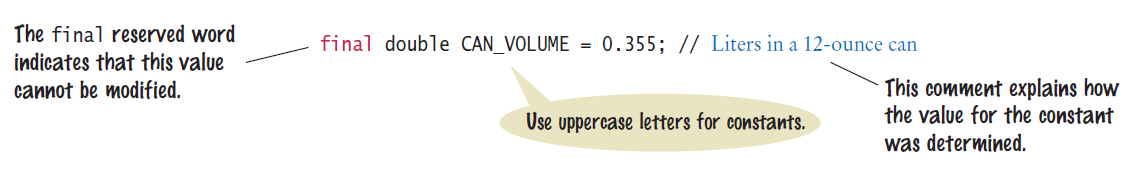 The final reserved word
indicates that this value
cannot be modified.
final double CAN_VOLUME = 0.355; // Liters in a 12-ounce can
Use uppercase letters for constants.
This comment explains how
the value for the constant
was determined.